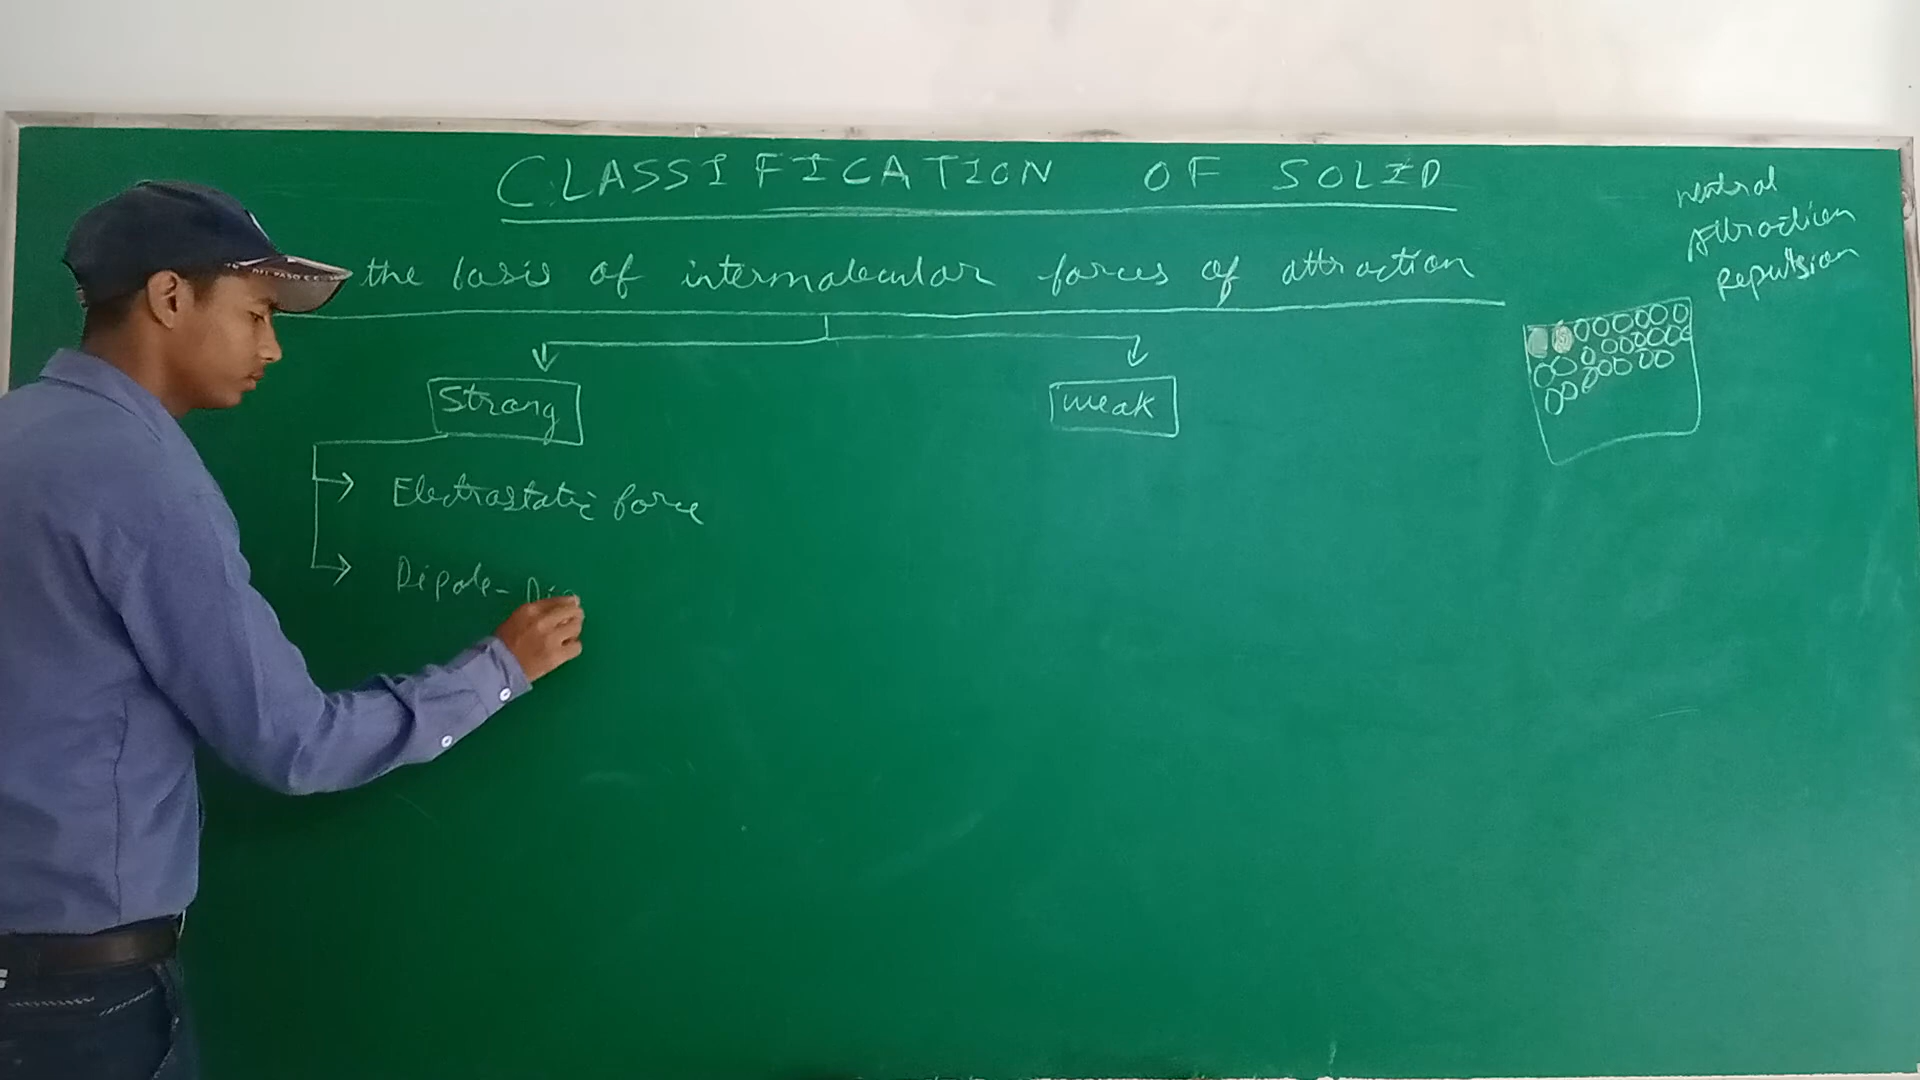 CLASSIFICATION OF SOLID
the basis of intermolecular forces of attraction
neutral
Attraction
Repulsion
Strong
weak
Electrostatic force
Dipole-